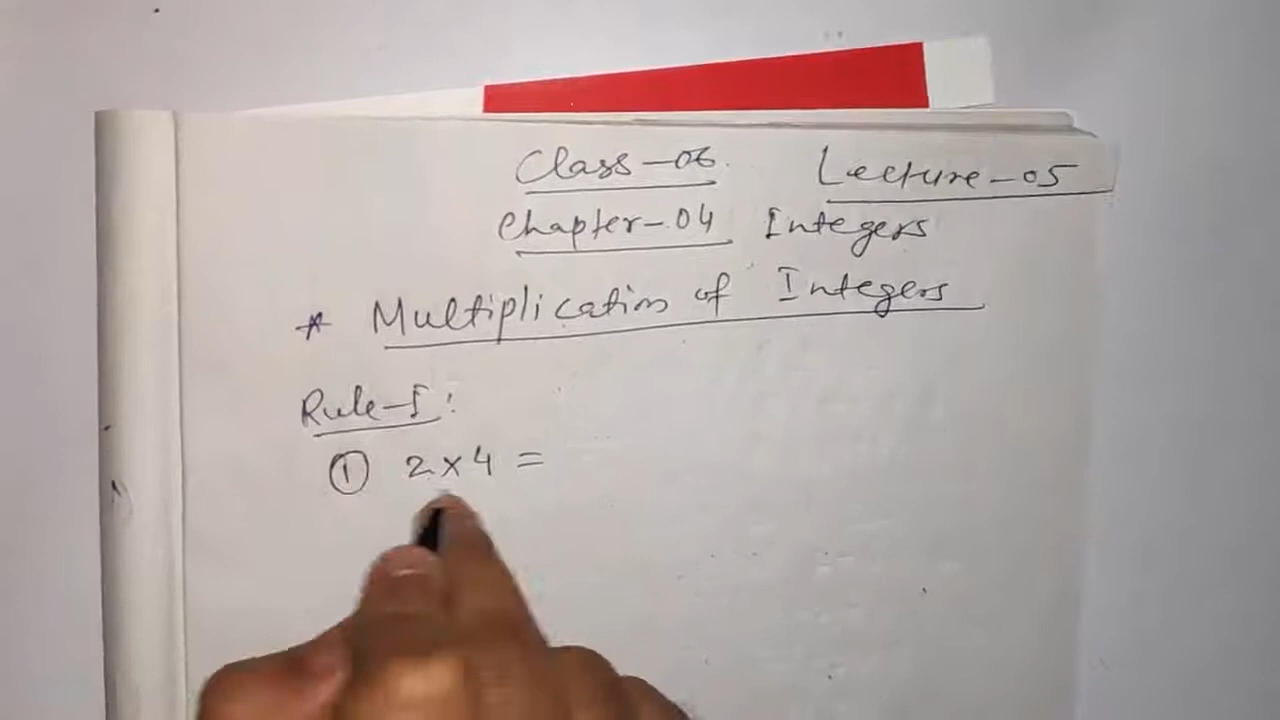 Class-06. Lecture-05
Chapter-04 Integers
* Multiplication of Integers
Rule-I:
① 2×4 =